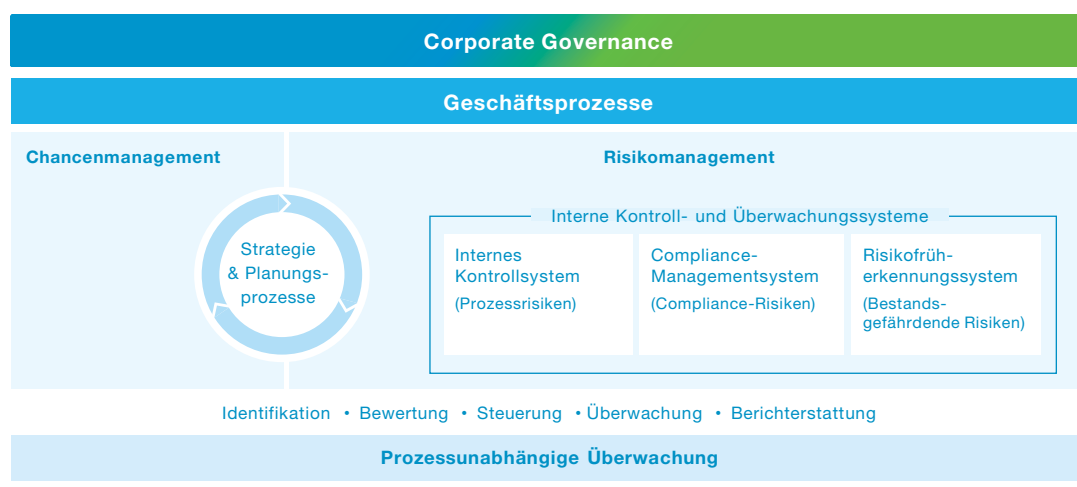 Corporate Governance
Geschäftsprozesse
Chancenmanagement
Risikomanagement
Strategie
& Planungs-
prozesse
Interne Kontroll- und Überwachungssysteme
Internes
Kontrollsystem
(Prozessrisiken)
Compliance-
Managementsystem
(Compliance-Risiken)
Risikofrüh-
erkennungssystem
(Bestands-
gefährdende Risiken)
Identifikation • Bewertung • Steuerung • Überwachung • Berichterstattung
Prozessunabhängige Überwachung